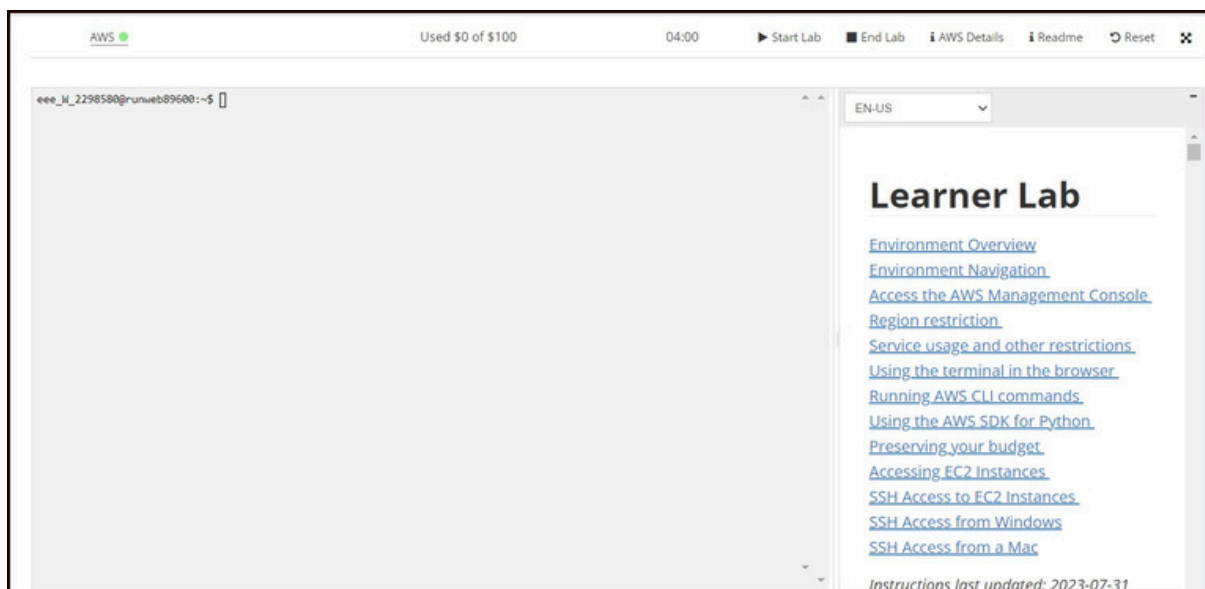 AWS Used $0 of $100 04:00 Start Lab End Lab AWS Details Readme Reset
eee_W_2298580@runweb89600:~$
EN-US
Learner Lab
Environment Overview
Environment Navigation
Access the AWS Management Console
Region restriction
Service usage and other restrictions
Using the terminal in the browser
Running AWS CLI commands
Using the AWS SDK for Python
Preserving your budget
Accessing EC2 Instances
SSH Access to EC2 Instances
SSH Access from Windows
SSH Access from a Mac
Instructions last updated: 2023-07-31